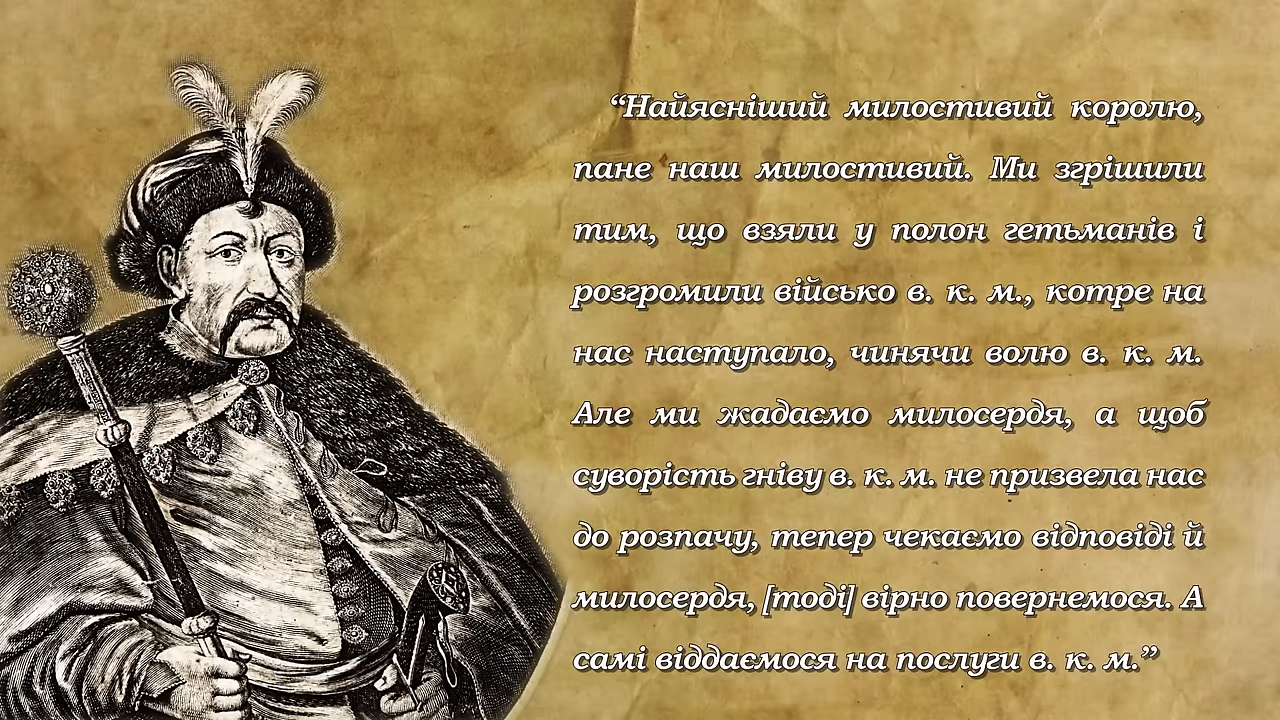 “Найясніший милостивий королю,
пане наш милостивий. Ми згрішили
тим, що взяли у полон гетьманів і
розгромили військо в. к. м., котре на
нас наступало, чинячи волю в. к. м.
Але ми жадаємо милосердя, а щоб
суворість гніву в. к. м. не призвела нас
до розпачу, тепер чекаємо відповіді й
милосердя, [тоді] вірно повернемося. А
самі віддаємося на послуги в. к. м.”